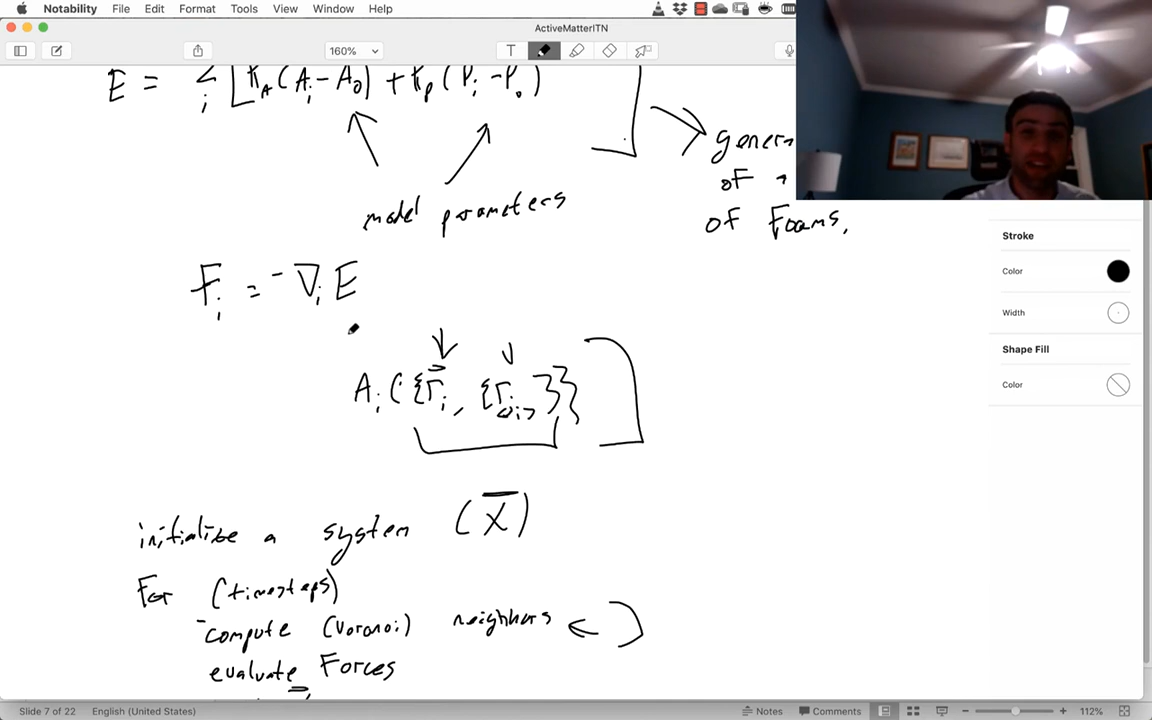 Notability File Edit Format Tools View Window Help
ActiveMatterITN
160%
T
E = Σ_i [K_A (A_i - A_0) + K_P (P_i - P_0)
model parameters
of
of Foams.
F_i = -∇_i E
A_i ({r_i, {r_<i> }})
initialize a system (X)
For (timesteps)
-compute (Voronoi) neighbors ←
evaluate Forces
Stroke
Color
Width
Shape Fill
Color
Slide 7 of 22 English (United States) Notes Comments 112%